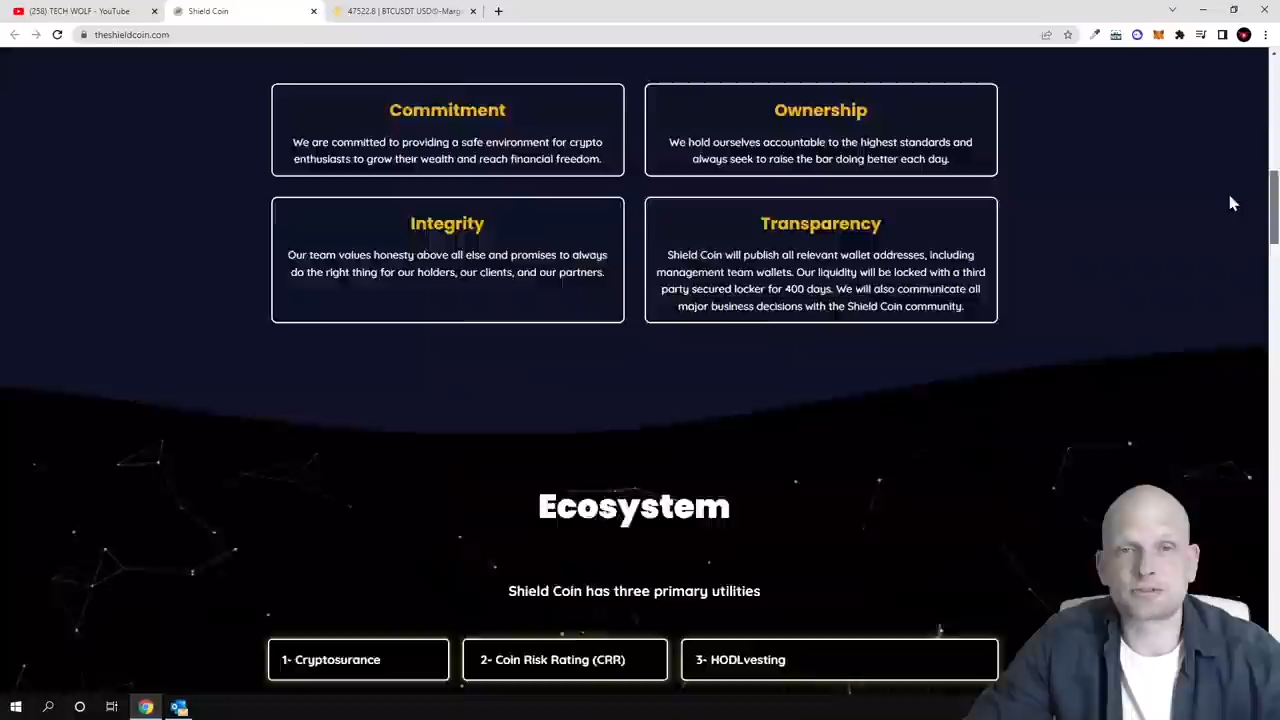 (258) TECH WOLF - YouTube
Shield Coin
47522.8 | BTCUSDT USDⓈ-Marg
theshieldcoin.com
Commitment
We are committed to providing a safe environment for crypto
enthusiasts to grow their wealth and reach financial freedom.
Ownership
We hold ourselves accountable to the highest standards and
always seek to raise the bar doing better each day.
Integrity
Our team values honesty above all else and promises to always
do the right thing for our holders, our clients, and our partners.
Transparency
Shield Coin will publish all relevant wallet addresses, including
management team wallets. Our liquidity will be locked with a third
party secured locker for 400 days. We will also communicate all
major business decisions with the Shield Coin community.
Ecosystem
Shield Coin has three primary utilities
1- Cryptosurance
2- Coin Risk Rating (CRR)
3- HODLvesting